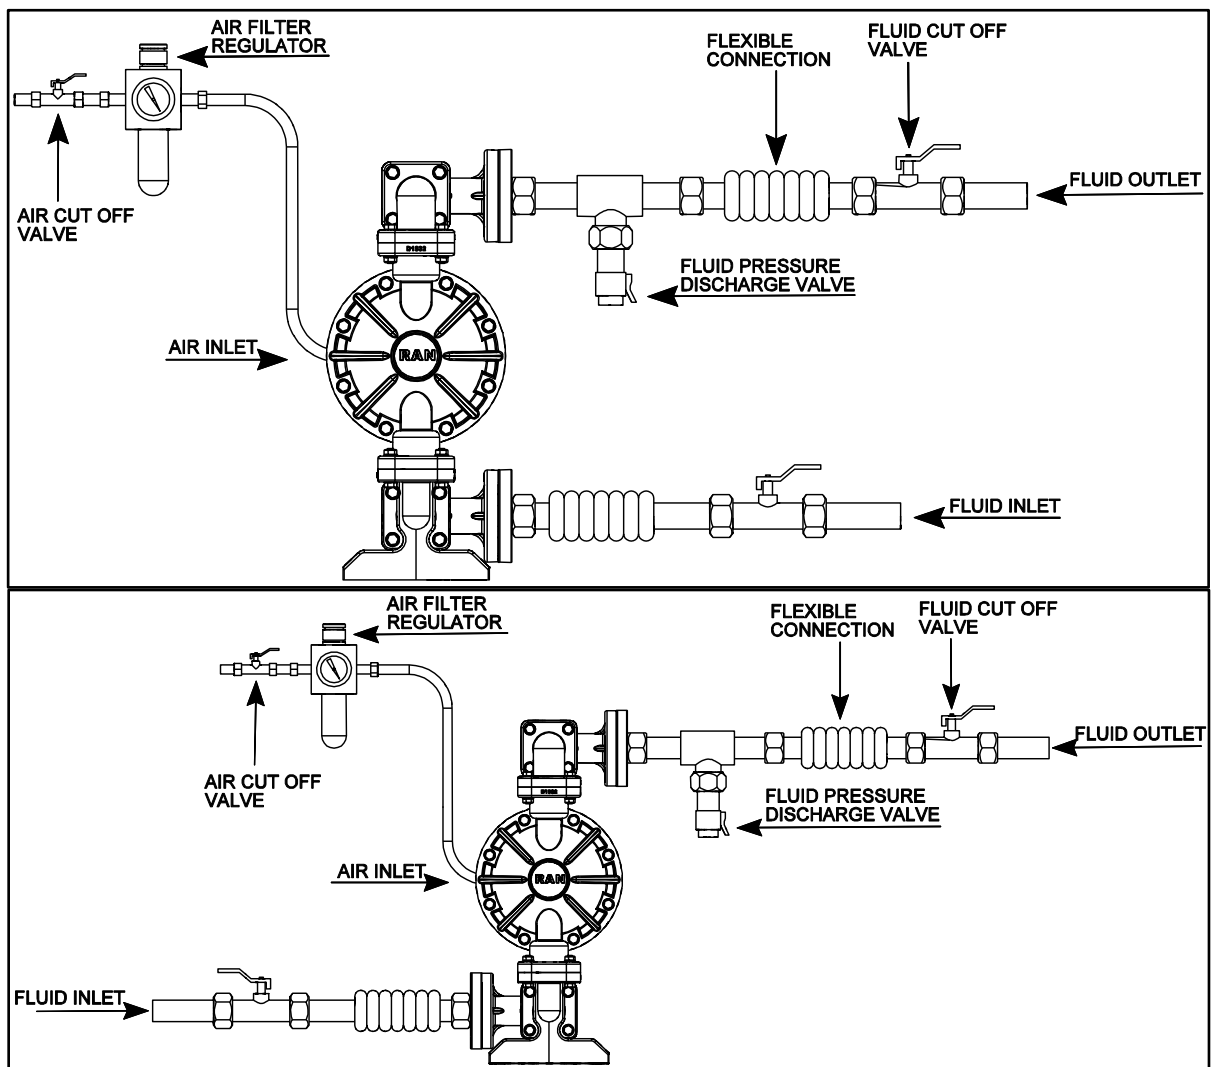 AIR FILTER
REGULATOR
FLEXIBLE
CONNECTION
FLUID CUT OFF
VALVE
AIR CUT OFF
VALVE
FLUID OUTLET
FLUID PRESSURE
DISCHARGE VALVE
AIR INLET
RAN
FLUID INLET
AIR FILTER
REGULATOR
FLEXIBLE
CONNECTION
FLUID CUT OFF
VALVE
FLUID OUTLET
AIR CUT OFF
VALVE
FLUID PRESSURE
DISCHARGE VALVE
AIR INLET
RAN
FLUID INLET